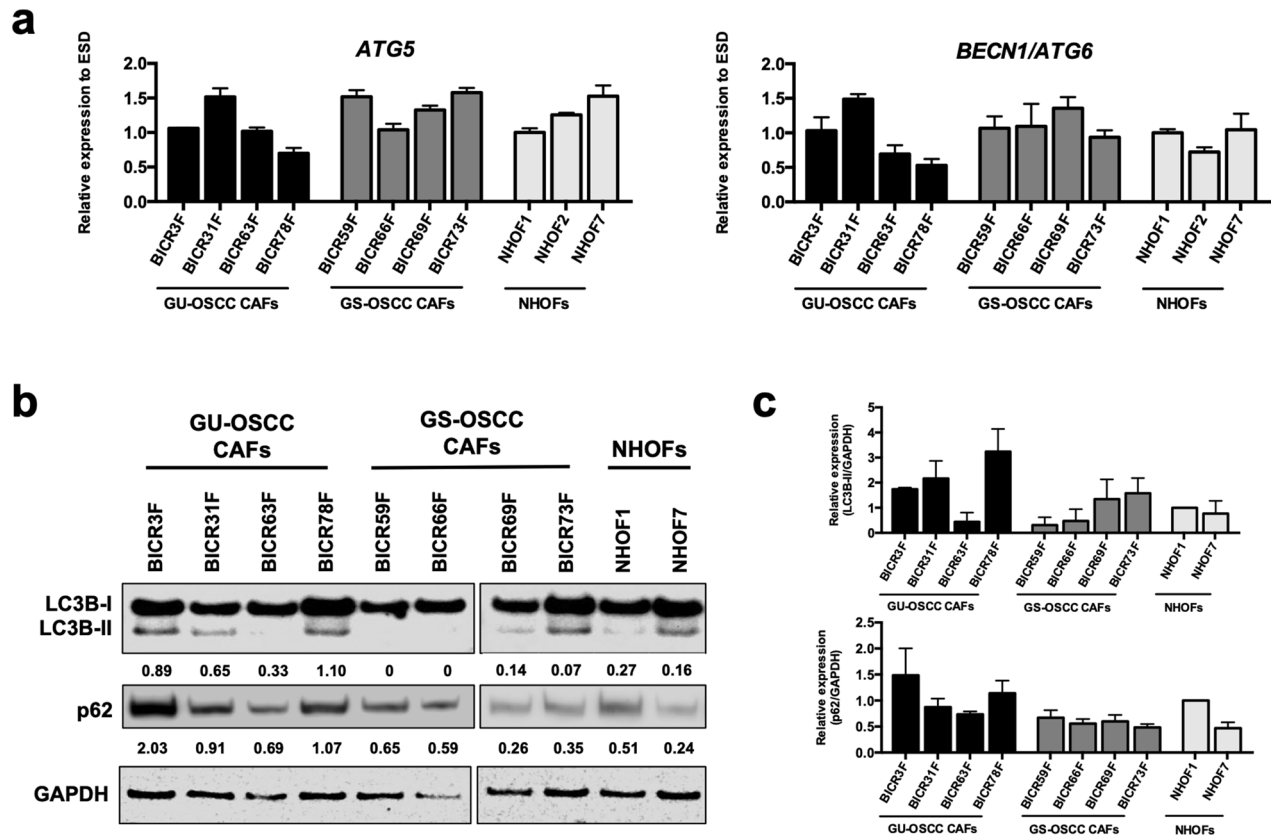 a
ATG5
Relative expression to ESD
2.0
1.5
1.0
0.5
0.0
BICR3F
BICR31F
BICR63F
BICR78F
BICR59F
BICR66F
BICR69F
BICR73F
NHOF1
NHOF2
NHOF7
GU-OSCC CAFs
GS-OSCC CAFs
NHOFs
BECN1/ATG6
Relative expression to ESD
2.0
1.5
1.0
0.5
0.0
BICR3F
BICR31F
BICR63F
BICR78F
BICR59F
BICR66F
BICR69F
BICR73F
NHOF1
NHOF2
NHOF7
GU-OSCC CAFs
GS-OSCC CAFs
NHOFs
b
GU-OSCC
CAFs
GS-OSCC
CAFs
NHOFs
BICR3F
BICR31F
BICR63F
BICR78F
BICR59F
BICR66F
BICR69F
BICR73F
NHOF1
NHOF7
LC3B-I
LC3B-II
0.89 0.65 0.33 1.10 0 0 0.14 0.07 0.27 0.16
p62
2.03 0.91 0.69 1.07 0.65 0.59 0.26 0.35 0.51 0.24
GAPDH
c
Relative expression
(LC3B-II/GAPDH)
5
4
3
2
1
0
BICR3F
BICR31F
BICR63F
BICR78F
BICR59F
BICR66F
BICR69F
BICR73F
NHOF1
NHOF7
GU-OSCC CAFs
GS-OSCC CAFs
NHOFs
Relative expression
(p62/GAPDH)
2.5
2.0
1.5
1.0
0.5
0.0
BICR3F
BICR31F
BICR63F
BICR78F
BICR59F
BICR66F
BICR69F
BICR73F
NHOF1
NHOF7
GU-OSCC CAFs
GS-OSCC CAFs
NHOFs